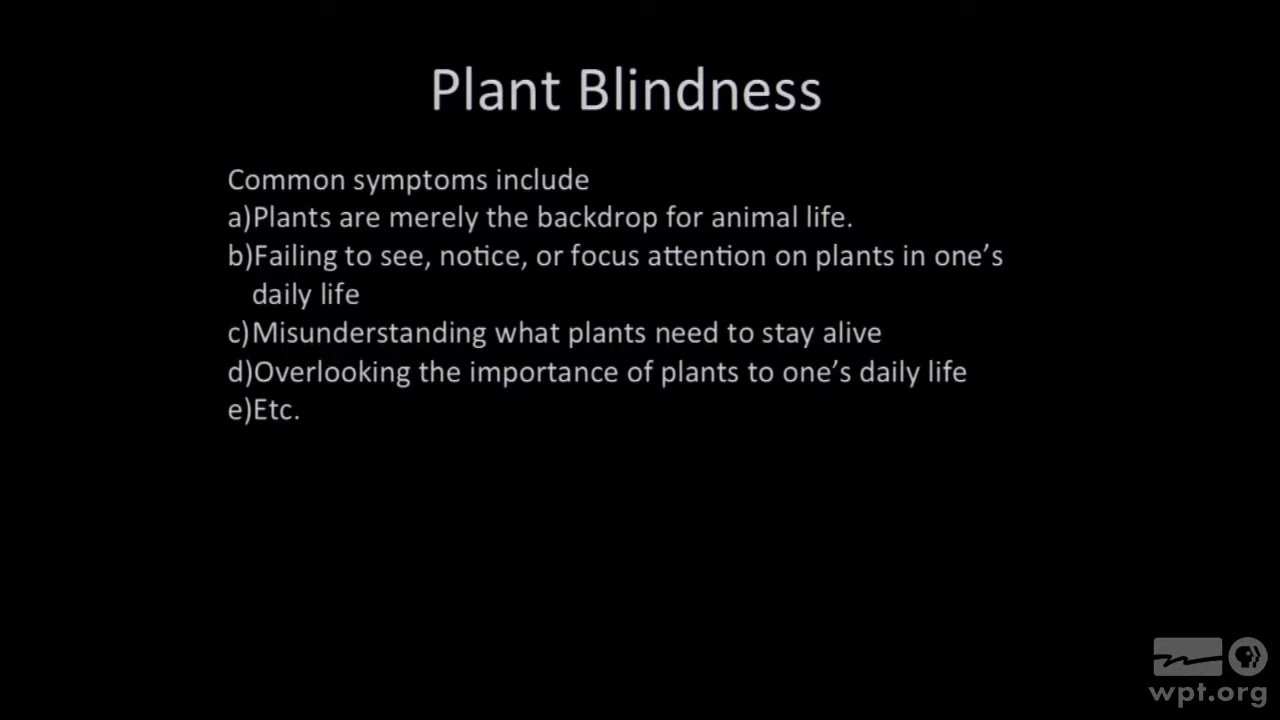 Plant Blindness
Common symptoms include
a)Plants are merely the backdrop for animal life.
b)Failing to see, notice, or focus attention on plants in one's
daily life
c)Misunderstanding what plants need to stay alive
d)Overlooking the importance of plants to one's daily life
e)Etc.
wpt.org